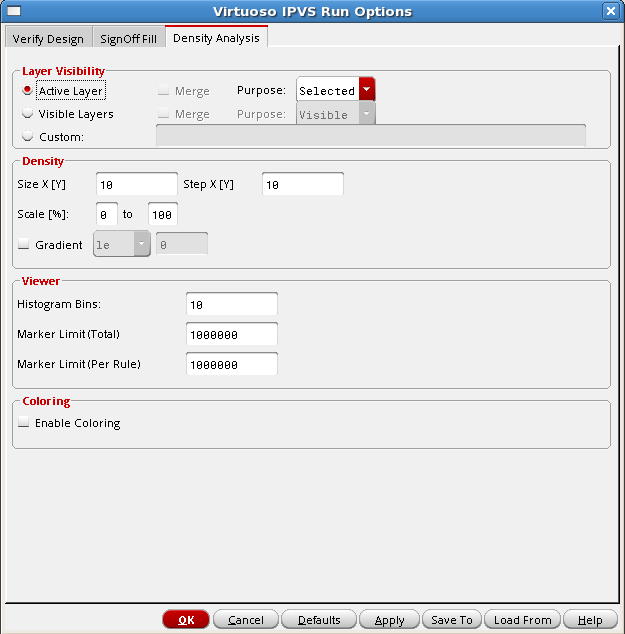 Virtuoso IPVS Run Options
Verify Design SignOff Fill Density Analysis
Layer Visibility
Active Layer Merge Purpose: Selected
Visible Layers Merge Purpose: Visible
Custom:
Density
Size X [Y] 10 Step X [Y] 10
Scale [%]: 0 to 100
Gradient le 0
Viewer
Histogram Bins: 10
Marker Limit (Total) 1000000
Marker Limit (Per Rule) 1000000
Coloring
Enable Coloring
OK Cancel Defaults Apply Save To Load From Help